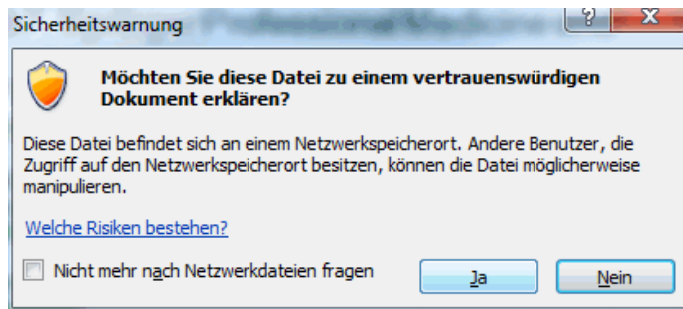 Sicherheitswarnung
Möchten Sie diese Datei zu einem vertrauenswürdigen
Dokument erklären?
Diese Datei befindet sich an einem Netzwerkspeicherort. Andere Benutzer, die
Zugriff auf den Netzwerkspeicherort besitzen, können die Datei möglicherweise
manipulieren.
Welche Risiken bestehen?
Nicht mehr nach Netzwerkdateien fragen
Ja
Nein